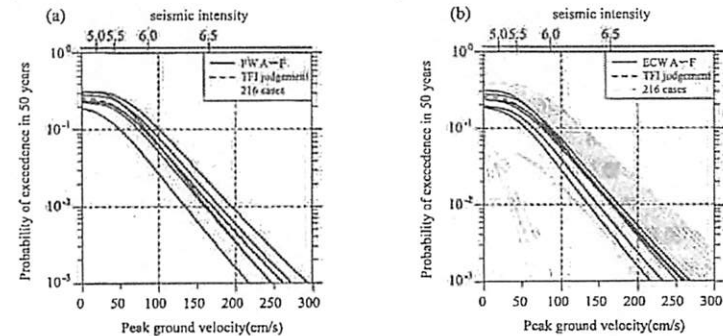 (a)
seismic intensity
5.0 5.5 6.0 6.5
PWA~F
TFI judgement
216 cases
Probability of exceedence in 50 years
10⁰
10⁻¹
10⁻²
10⁻³
0 50 100 150 200 250 300
Peak ground velocity(cm/s)
(b)
seismic intensity
5.0 5.5 6.0 6.5
ECWA~F
TFI judgement
216 cases
Probability of exceedence in 50 years
10⁰
10⁻¹
10⁻²
10⁻³
0 50 100 150 200 250 300
Peak ground velocity(cm/s)